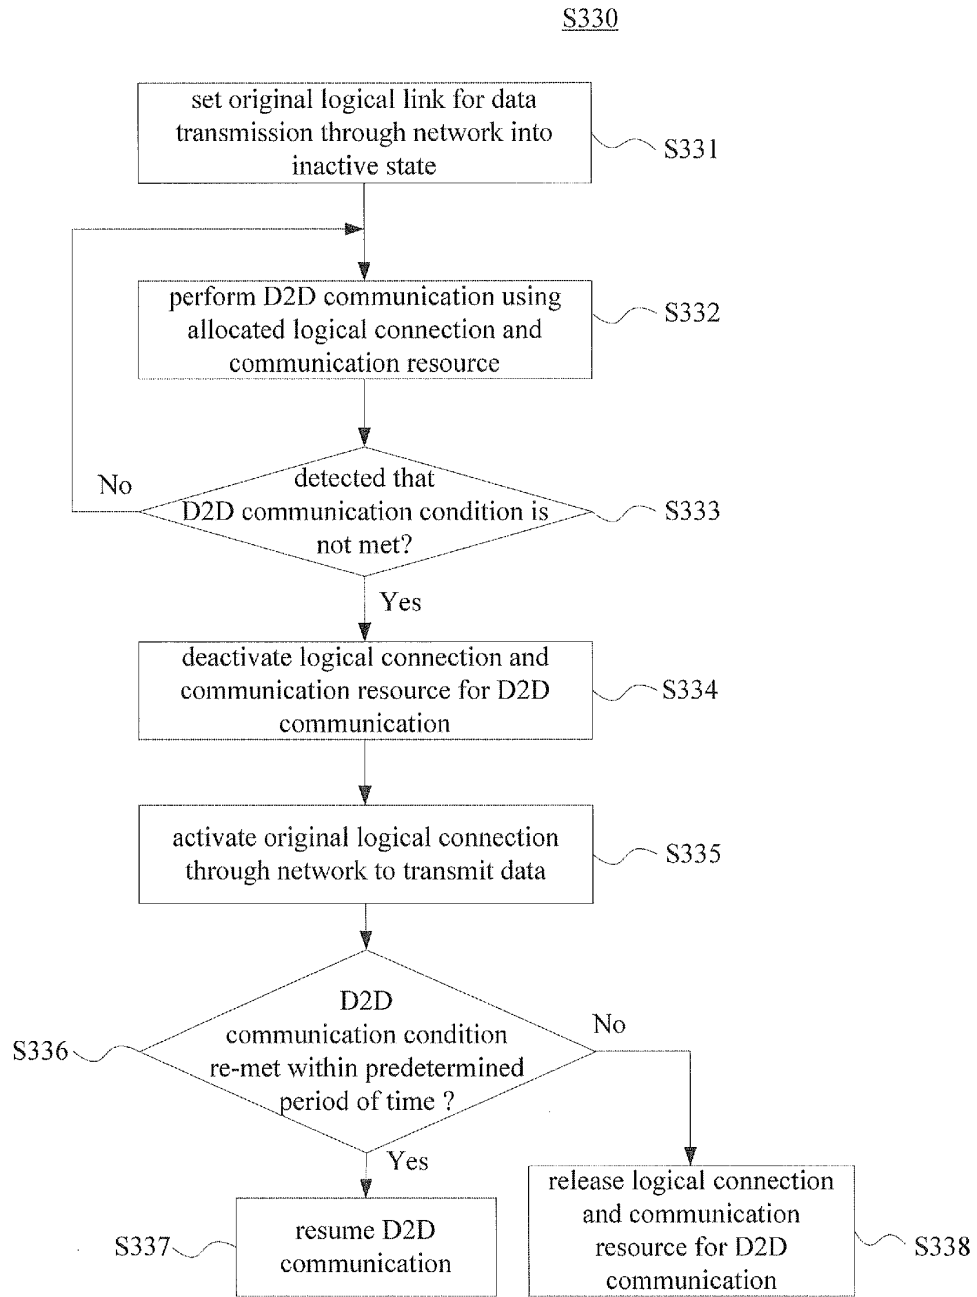 S330
set original logical link for data
transmission through network into
inactive state
S331
perform D2D communication using
allocated logical connection and
communication resource
S332
detected that
D2D communication condition is
not met?
No
S333
Yes
deactivate logical connection and
communication resource for D2D
communication
S334
activate original logical connection
through network to transmit data
S335
D2D
communication condition
re-met within predetermined
period of time ?
S336
No
Yes
resume D2D
communication
S337
release logical connection
and communication
resource for D2D
communication
S338